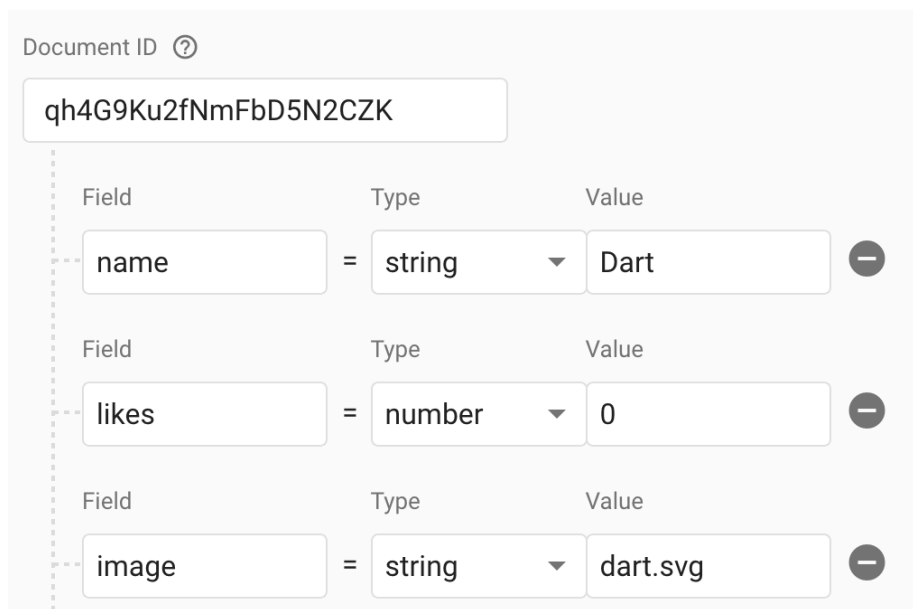 Document ID
qh4G9Ku2fNmFbD5N2CZK
Field Type Value
name = string Dart
Field Type Value
likes = number 0
Field Type Value
image = string dart.svg